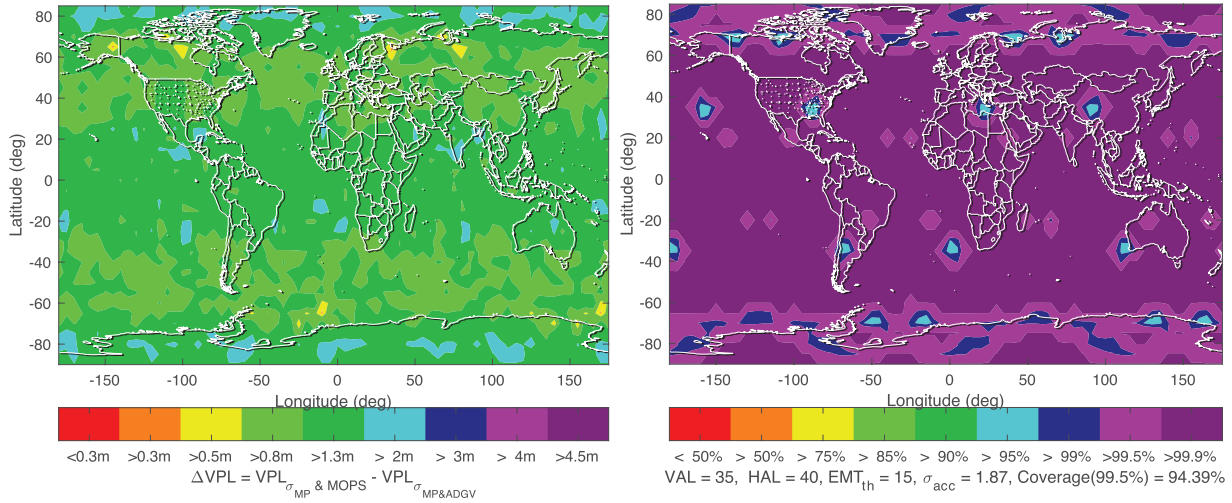 80
60
40
20
0
-20
-40
-60
-80
Latitude (deg)
-150 -100 -50 0 50 100 150
Longitude (deg)
<0.3m >0.3m >0.5m >0.8m >1.3m > 2m > 3m > 4m >4.5m
ΔVPL = VPLσMP & MOPS - VPLσMP&ADGV
80
60
40
20
0
-20
-40
-60
-80
Latitude (deg)
-150 -100 -50 0 50 100 150
Longitude (deg)
< 50% > 50% > 75% > 85% > 90% > 95% > 99% >99.5% >99.9%
VAL = 35, HAL = 40, EMTth = 15, σacc = 1.87, Coverage(99.5%) = 94.39%